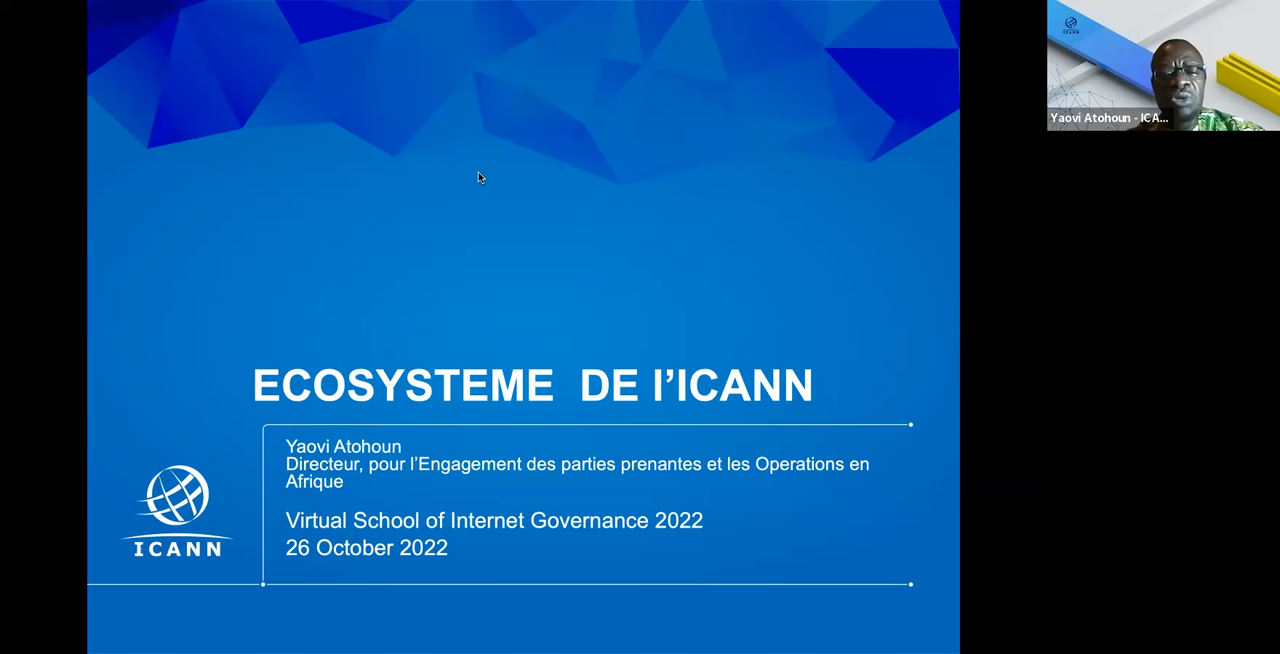 ECOSYSTEME DE l’ICANN
Yaovi Atohoun
Directeur, pour l’Engagement des parties prenantes et les Operations en
Afrique
Virtual School of Internet Governance 2022
26 October 2022
ICANN
ICANN
Yaovi Atohoun - ICA...